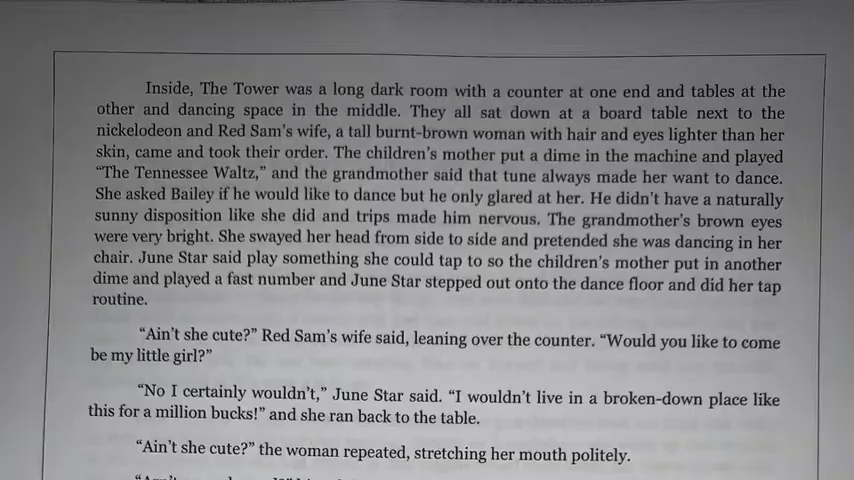 Inside, The Tower was a long dark room with a counter at one end and tables at the
other and dancing space in the middle. They all sat down at a board table next to the
nickelodeon and Red Sam’s wife, a tall burnt-brown woman with hair and eyes lighter than her
skin, came and took their order. The children’s mother put a dime in the machine and played
“The Tennessee Waltz,” and the grandmother said that tune always made her want to dance.
She asked Bailey if he would like to dance but he only glared at her. He didn’t have a naturally
sunny disposition like she did and trips made him nervous. The grandmother’s brown eyes
were very bright. She swayed her head from side to side and pretended she was dancing in her
chair. June Star said play something she could tap to so the children’s mother put in another
dime and played a fast number and June Star stepped out onto the dance floor and did her tap
routine.
“Ain’t she cute?” Red Sam’s wife said, leaning over the counter. “Would you like to come
be my little girl?”
“No I certainly wouldn’t,” June Star said. “I wouldn’t live in a broken-down place like
this for a million bucks!” and she ran back to the table.
“Ain’t she cute?” the woman repeated, stretching her mouth politely.